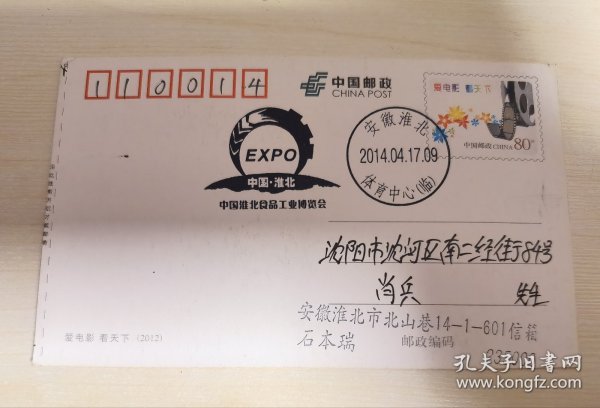 110014
中国邮政
CHINA POST
爱电影 看天下
中国邮政 CHINA
80分
安徽淮北
2014.04.17.09
体育中心(临)
EXPO
中国·淮北
中国淮北食品工业博览会
沈阳市沈河区南二经街84号
肖兵 先生
安徽淮北市北山巷14-1-601信箱
石本瑞
邮政编码
爱电影 看天下 (2012)
孔夫子旧书网
www.kongfz.com